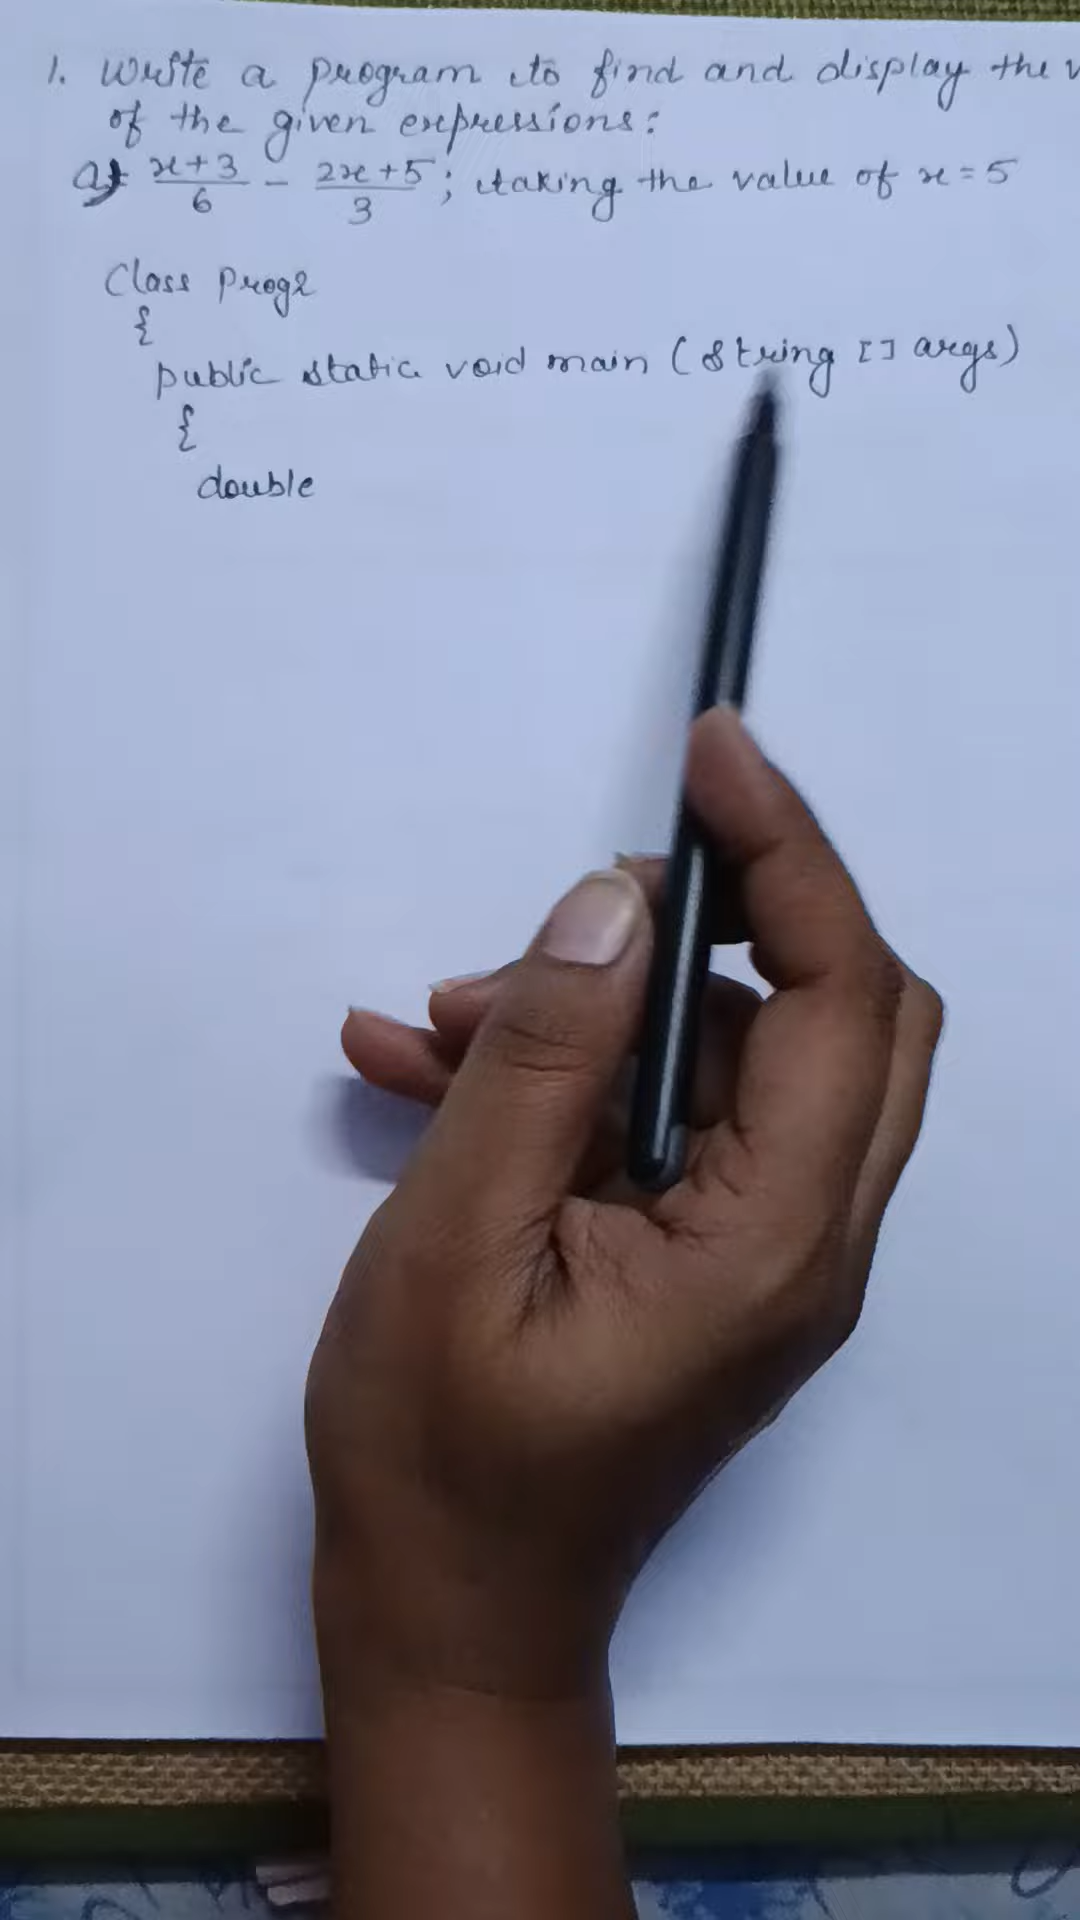 1. Write a program to find and display the
of the given expressions:
a) x+3/6 - 2x+5/3; taking the value of x=5
Class Prog2
{
public static void main (String [] args)
{
double